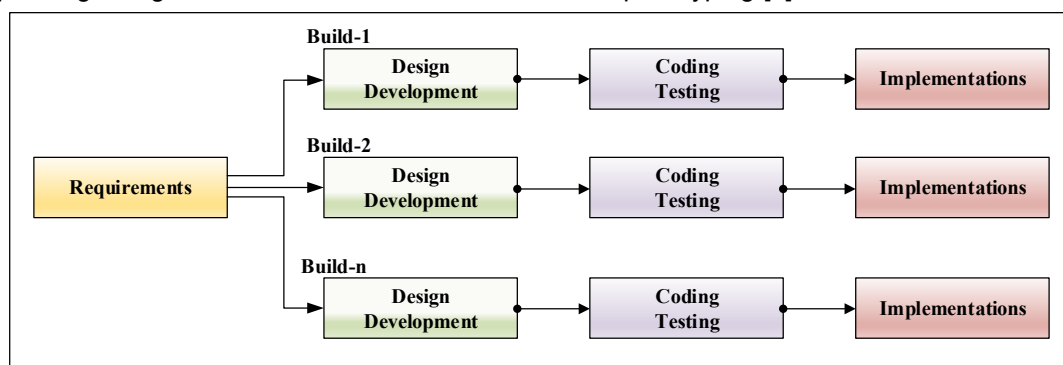 Build-1
Design
Development
Coding
Testing
Implementations
Build-2
Requirements
Design
Development
Coding
Testing
Implementations
Build-n
Design
Development
Coding
Testing
Implementations